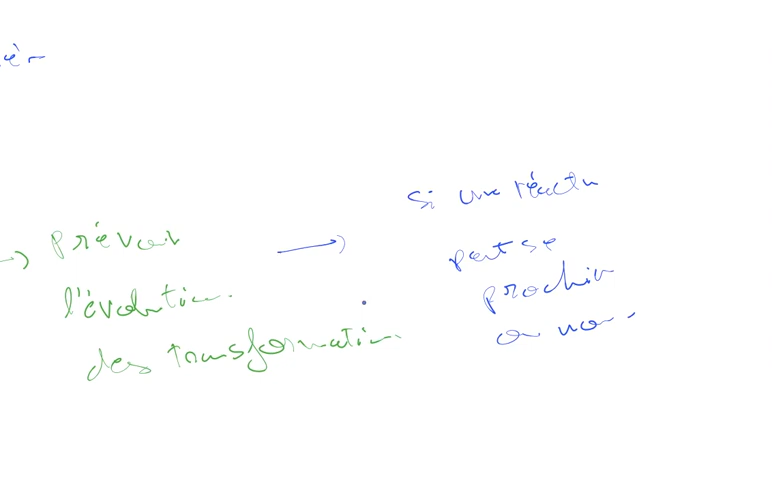 prévoir
l'évolution
des transformation
si une réaction
peut se
produire
ou non.